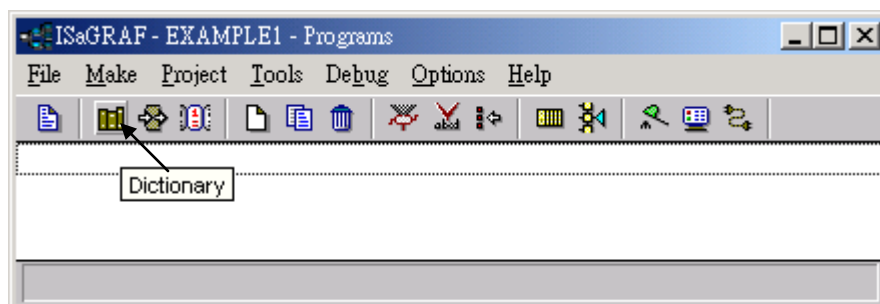 ISaGRAF - EXAMPLE1 - Programs
File Make Project Tools Debug Options Help
Dictionary